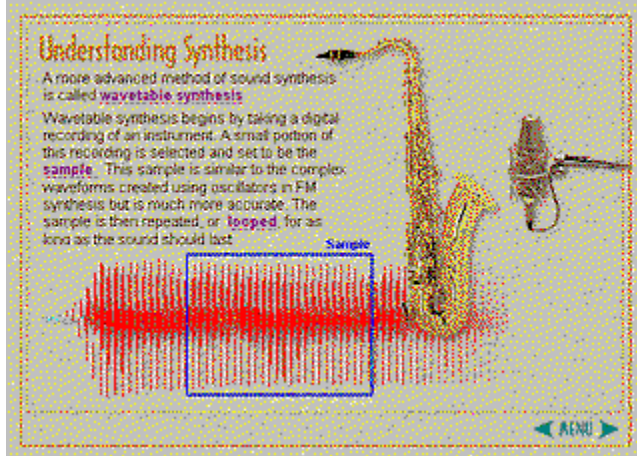 Understanding Synthesis
A more advanced method of sound synthesis
is called wavetable synthesis
Wavetable synthesis begins by taking a digital
recording of an instrument. A small portion of
this recording is selected and set to be the
sample. This sample is similar to the complex
waveforms created using oscillators in FM
synthesis but is much more accurate. The
sample is then repeated, or looped, for as
long as the sound should last
Sample
MENU